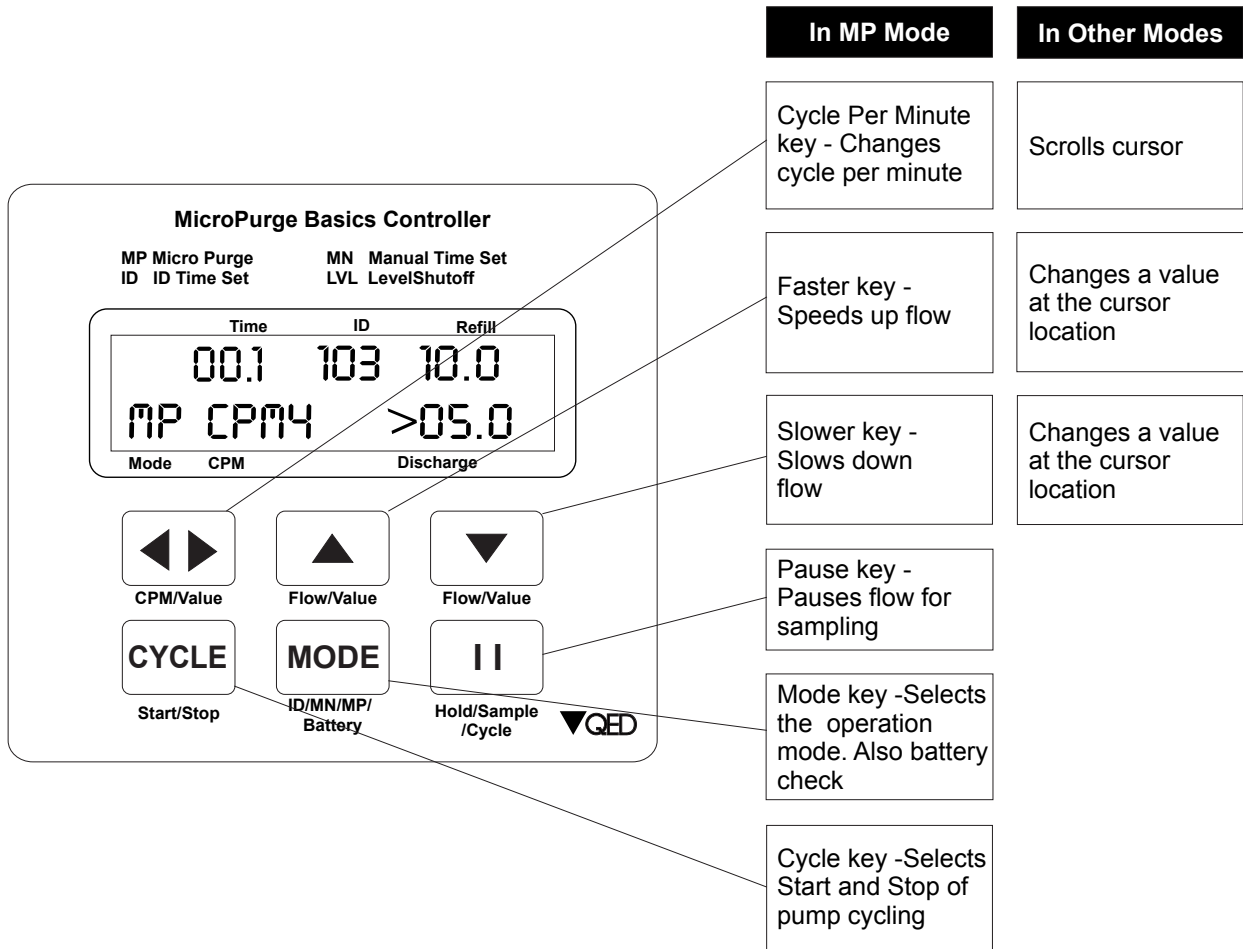 In MP Mode
In Other Modes
Cycle Per Minute
key - Changes
cycle per minute
Scrolls cursor
MicroPurge Basics Controller
MP Micro Purge
MN Manual Time Set
ID ID Time Set
LVL LevelShutoff
Faster key -
Speeds up flow
Changes a value
at the cursor
location
Time ID Refill
00.1 103 10.0
MP CPM4 >05.0
Mode CPM Discharge
Slower key -
Slows down
flow
Changes a value
at the cursor
location
CPM/Value
Flow/Value
Flow/Value
Pause key -
Pauses flow for
sampling
CYCLE
MODE
II
Start/Stop
ID/MN/MP/
Battery
Hold/Sample
/Cycle
QED
Mode key -Selects
the operation
mode. Also battery
check
Cycle key -Selects
Start and Stop of
pump cycling